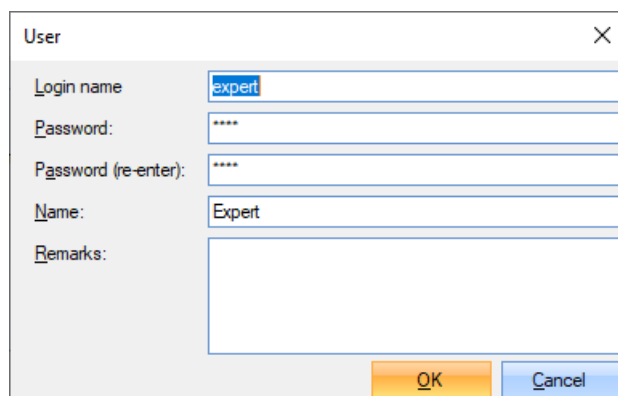 User
Login name
expert
Password:
****
Password (re-enter):
****
Name:
Expert
Remarks:
OK
Cancel